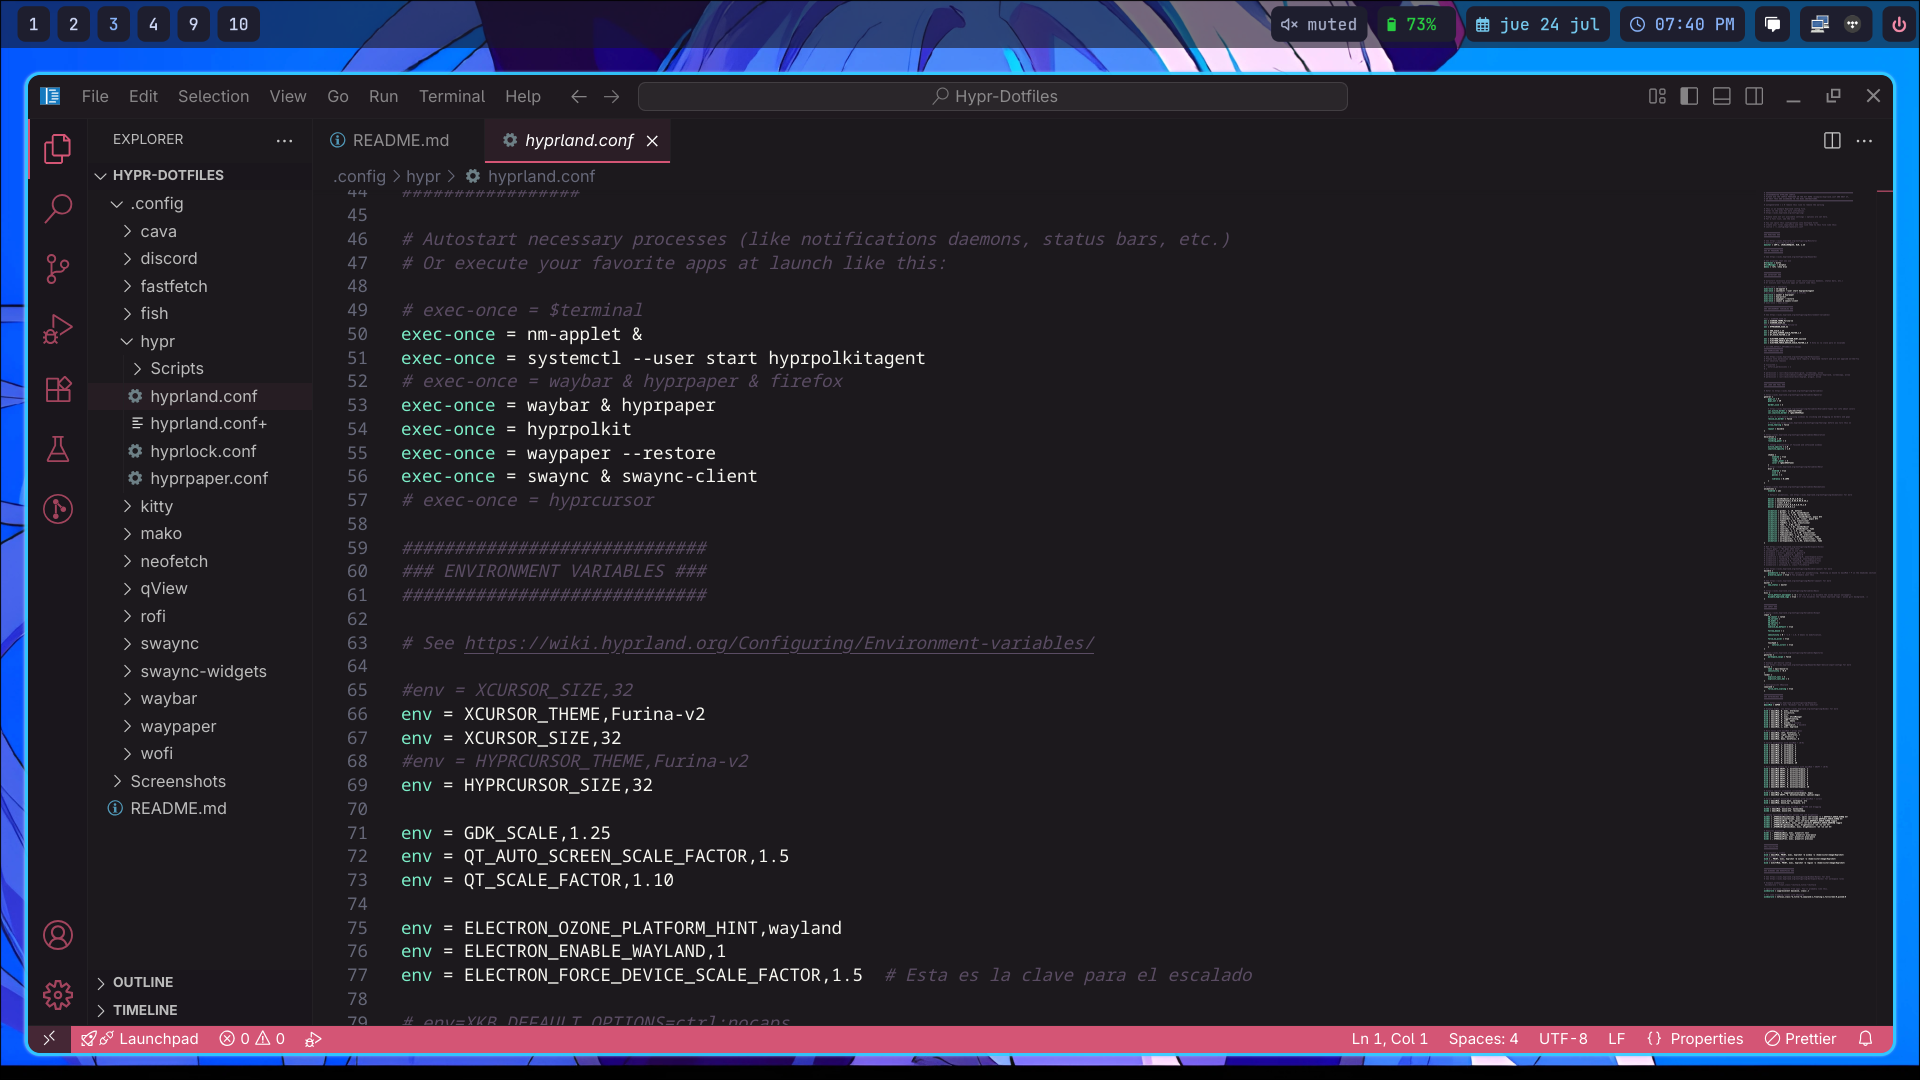 1 2 3 4 9 10
muted 73% jue 24 jul 07:40 PM
File Edit Selection View Go Run Terminal Help Hypr-Dotfiles
EXPLORER
HYPR-DOTFILES
.config
cava
discord
fastfetch
fish
hypr
Scripts
hyprland.conf
hyprland.conf+
hyprlock.conf
hyprpaper.conf
kitty
mako
neofetch
qView
rofi
swaync
swaync-widgets
waybar
waypaper
wofi
Screenshots
README.md
OUTLINE
TIMELINE
README.md hyprland.conf
.config > hypr > hyprland.conf
44 #################
45
46 # Autostart necessary processes (like notifications daemons, status bars, etc.)
47 # Or execute your favorite apps at launch like this:
48
49 # exec-once = $terminal
50 exec-once = nm-applet &
51 exec-once = systemctl --user start hyprpolkitagent
52 # exec-once = waybar & hyprpaper & firefox
53 exec-once = waybar & hyprpaper
54 exec-once = hyprpolkit
55 exec-once = waypaper --restore
56 exec-once = swaync & swaync-client
57 # exec-once = hyprcursor
58
59 #############################
60 ### ENVIRONMENT VARIABLES ###
61 #############################
62
63 # See https://wiki.hyprland.org/Configuring/Environment-variables/
64
65 #env = XCURSOR_SIZE,32
66 env = XCURSOR_THEME,Furina-v2
67 env = XCURSOR_SIZE,32
68 #env = HYPRCURSOR_THEME,Furina-v2
69 env = HYPRCURSOR_SIZE,32
70
71 env = GDK_SCALE,1.25
72 env = QT_AUTO_SCREEN_SCALE_FACTOR,1.5
73 env = QT_SCALE_FACTOR,1.10
74
75 env = ELECTRON_OZONE_PLATFORM_HINT,wayland
76 env = ELECTRON_ENABLE_WAYLAND,1
77 env = ELECTRON_FORCE_DEVICE_SCALE_FACTOR,1.5 # Esta es la clave para el escalado
78
79 # env=XKB_DEFAULT_OPTIONS=ctrl:nocaps
Launchpad 0 0 Ln 1, Col 1 Spaces: 4 UTF-8 LF {} Properties Prettier